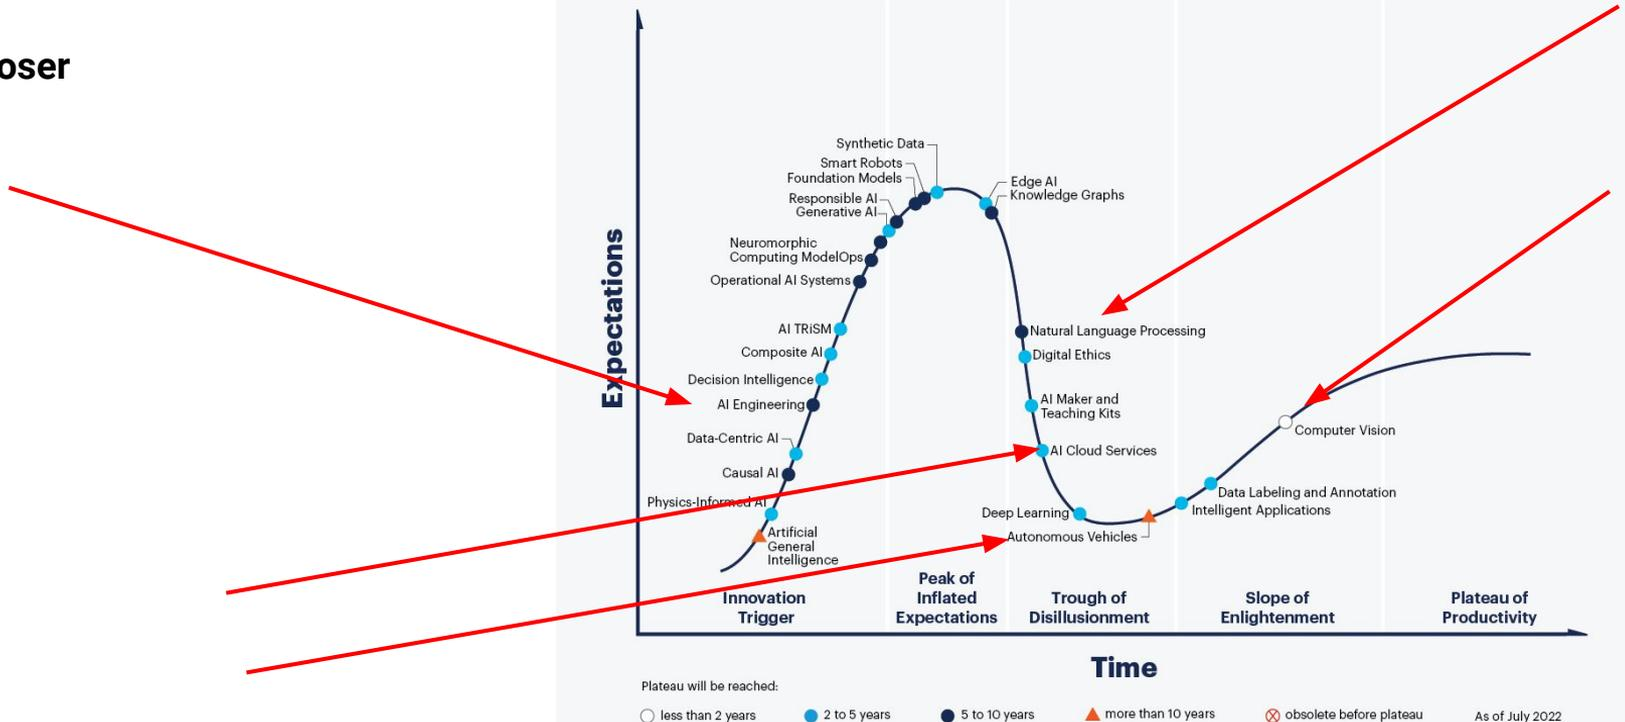 oser
Synthetic Data
Smart Robots
Foundation Models
Edge AI
Responsible AI
Knowledge Graphs
Generative AI
Neuromorphic
Computing ModelOps
Operational AI Systems
AI TRiSM
Natural Language Processing
Composite AI
Digital Ethics
Decision Intelligence
AI Engineering
AI Maker and
Teaching Kits
Data-Centric AI
AI Cloud Services
Causal AI
Computer Vision
Physics-Informed AI
Data Labeling and Annotation
Intelligent Applications
Deep Learning
Artificial
General
Intelligence
Autonomous Vehicles
Expectations
Innovation
Trigger
Peak of
Inflated
Expectations
Trough of
Disillusionment
Slope of
Enlightenment
Plateau of
Productivity
Time
Plateau will be reached:
less than 2 years
2 to 5 years
5 to 10 years
more than 10 years
obsolete before plateau
As of July 2022